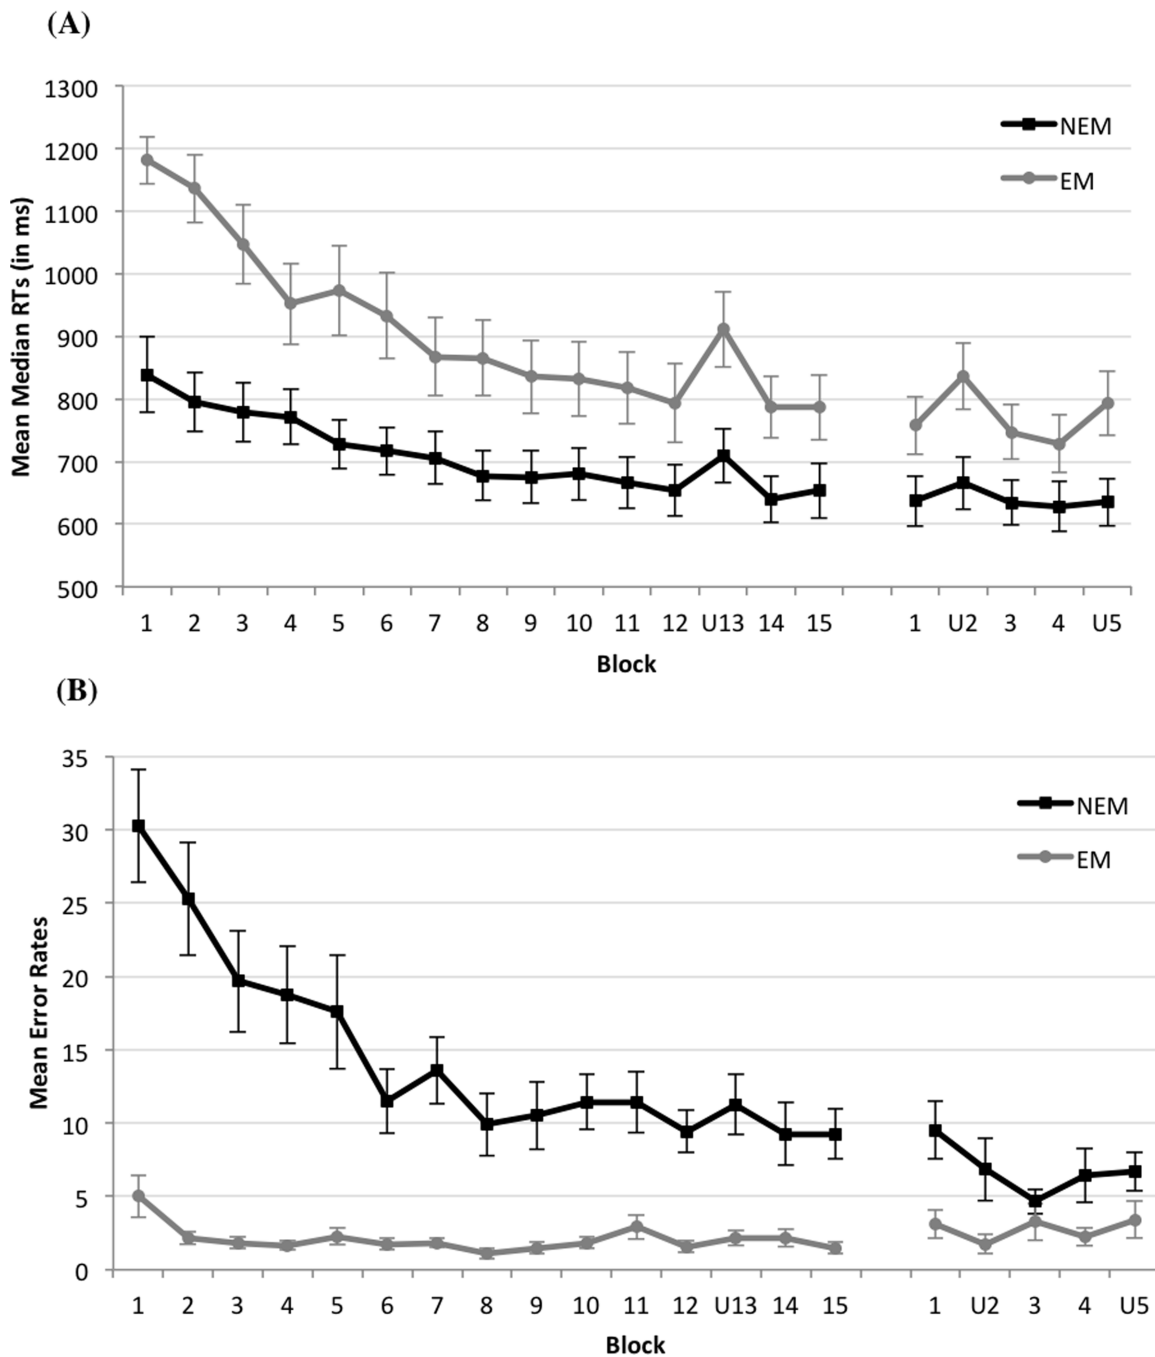 (A)
1300
1200
1100
1000
900
800
700
600
500
Mean Median RTs (in ms)
NEM
EM
1 2 3 4 5 6 7 8 9 10 11 12 U13 14 15 1 U2 3 4 U5
Block
(B)
35
30
25
20
15
10
5
0
Mean Error Rates
NEM
EM
1 2 3 4 5 6 7 8 9 10 11 12 U13 14 15 1 U2 3 4 U5
Block